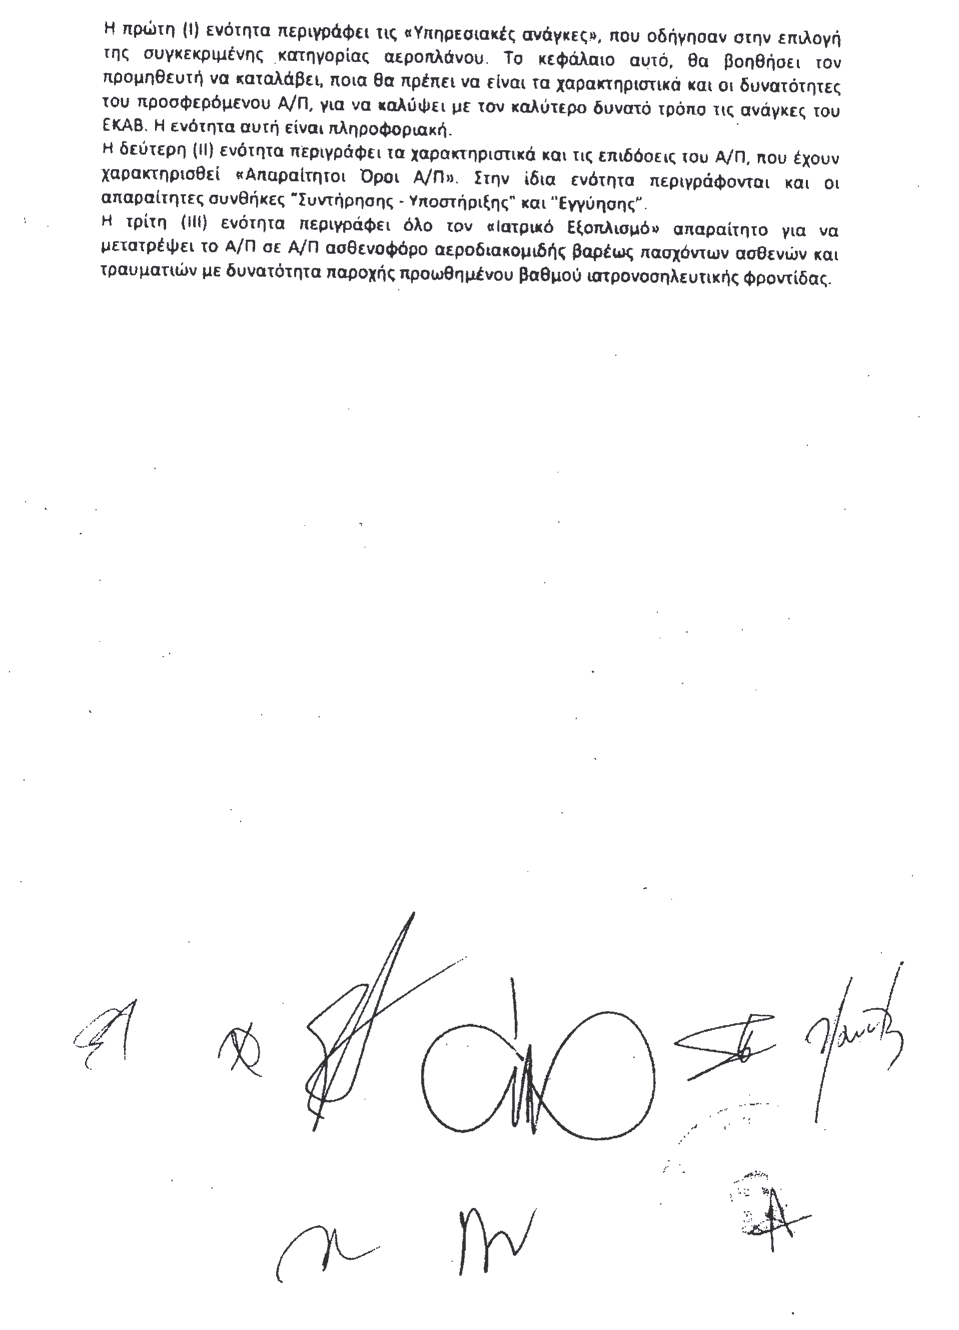 Η πρώτη (Ι) ενότητα περιγράφει τις «Υπηρεσιακές ανάγκες», που οδήγησαν στην επιλογή
της συγκεκριμένης κατηγορίας αεροπλάνου. Το κεφάλαιο αυτό, θα βοηθήσει τον
προμηθευτή να καταλάβει, ποια θα πρέπει να είναι τα χαρακτηριστικά και οι δυνατότητες
του προσφερόμενου Α/Π, για να καλύψει με τον καλύτερο δυνατό τρόπο τις ανάγκες του
ΕΚΑΒ. Η ενότητα αυτή είναι πληροφοριακή.
Η δεύτερη (ΙΙ) ενότητα περιγράφει τα χαρακτηριστικά και τις επιδόσεις του Α/Π, που έχουν
χαρακτηρισθεί «Απαραίτητοι Όροι Α/Π». Στην ίδια ενότητα περιγράφονται και οι
απαραίτητες συνθήκες "Συντήρησης - Υποστήριξης" και "Εγγύησης".
Η τρίτη (ΙΙΙ) ενότητα περιγράφει όλο τον «Ιατρικό Εξοπλισμό» απαραίτητο για να
μετατρέψει το Α/Π σε Α/Π ασθενοφόρο αεροδιακομιδής βαρέως πασχόντων ασθενών και
τραυματιών με δυνατότητα παροχής προωθημένου βαθμού ιατρονοσηλευτικής φροντίδας.